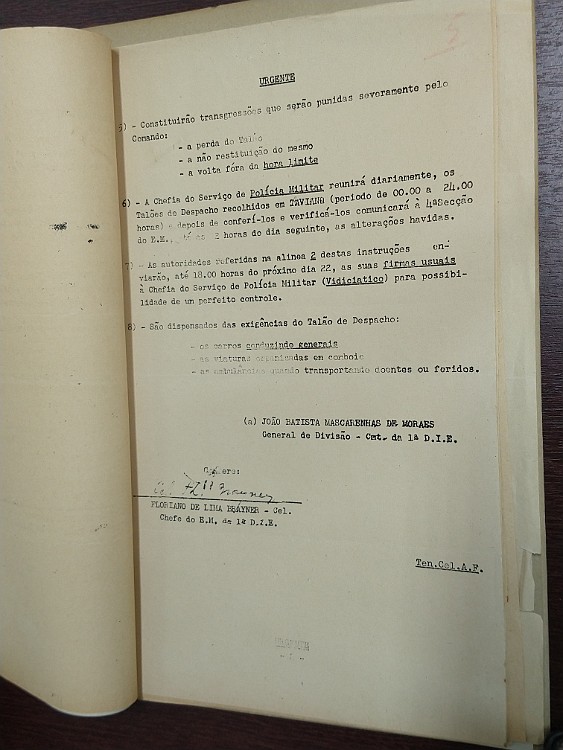 URGENTE
5) - Constituirão transgressões que serão punidas severamente pelo
Comando:
- a perda do Talão
- a não restituição do mesmo
- a volta fóra da hora limite
6) - A Chefia do Serviço de Polícia Militar reunirá diariamente, os
Talões de Despacho recolhidos em TAVIANO (periodo de 00.00 a 24.00
horas) e depois de conferí-los e verificá-los comunicará à 4ªSecção
do E.M., horas do dia seguinte, as alterações havidas.
7) - As autoridades referidas na alinea 2 destas instruções en-
viarão, até 18.00 horas do próximo dia 22, as suas firmas usuais
à Chefia do Serviço de Polícia Militar (Vidiciatico) para possibi-
lidade de um perfeito controle.
8) - São dispensados das exigências do Talão de Despacho:
- os carros conduzindo generais
- as viaturas organizadas em comboio
- as ambulâncias quando transportando doentes ou feridos.
(a) JOÃO BATISTA MASCARENHAS DE MORAES
General de Divisão - Cmt. da 1ª D.I.E.
Confere:
FLORIANO DE LIMA BRAYNER - Cel.
Chefe do E.M. da 1ª D.I.E.
Ten.Cel.A.F.
URGENTE